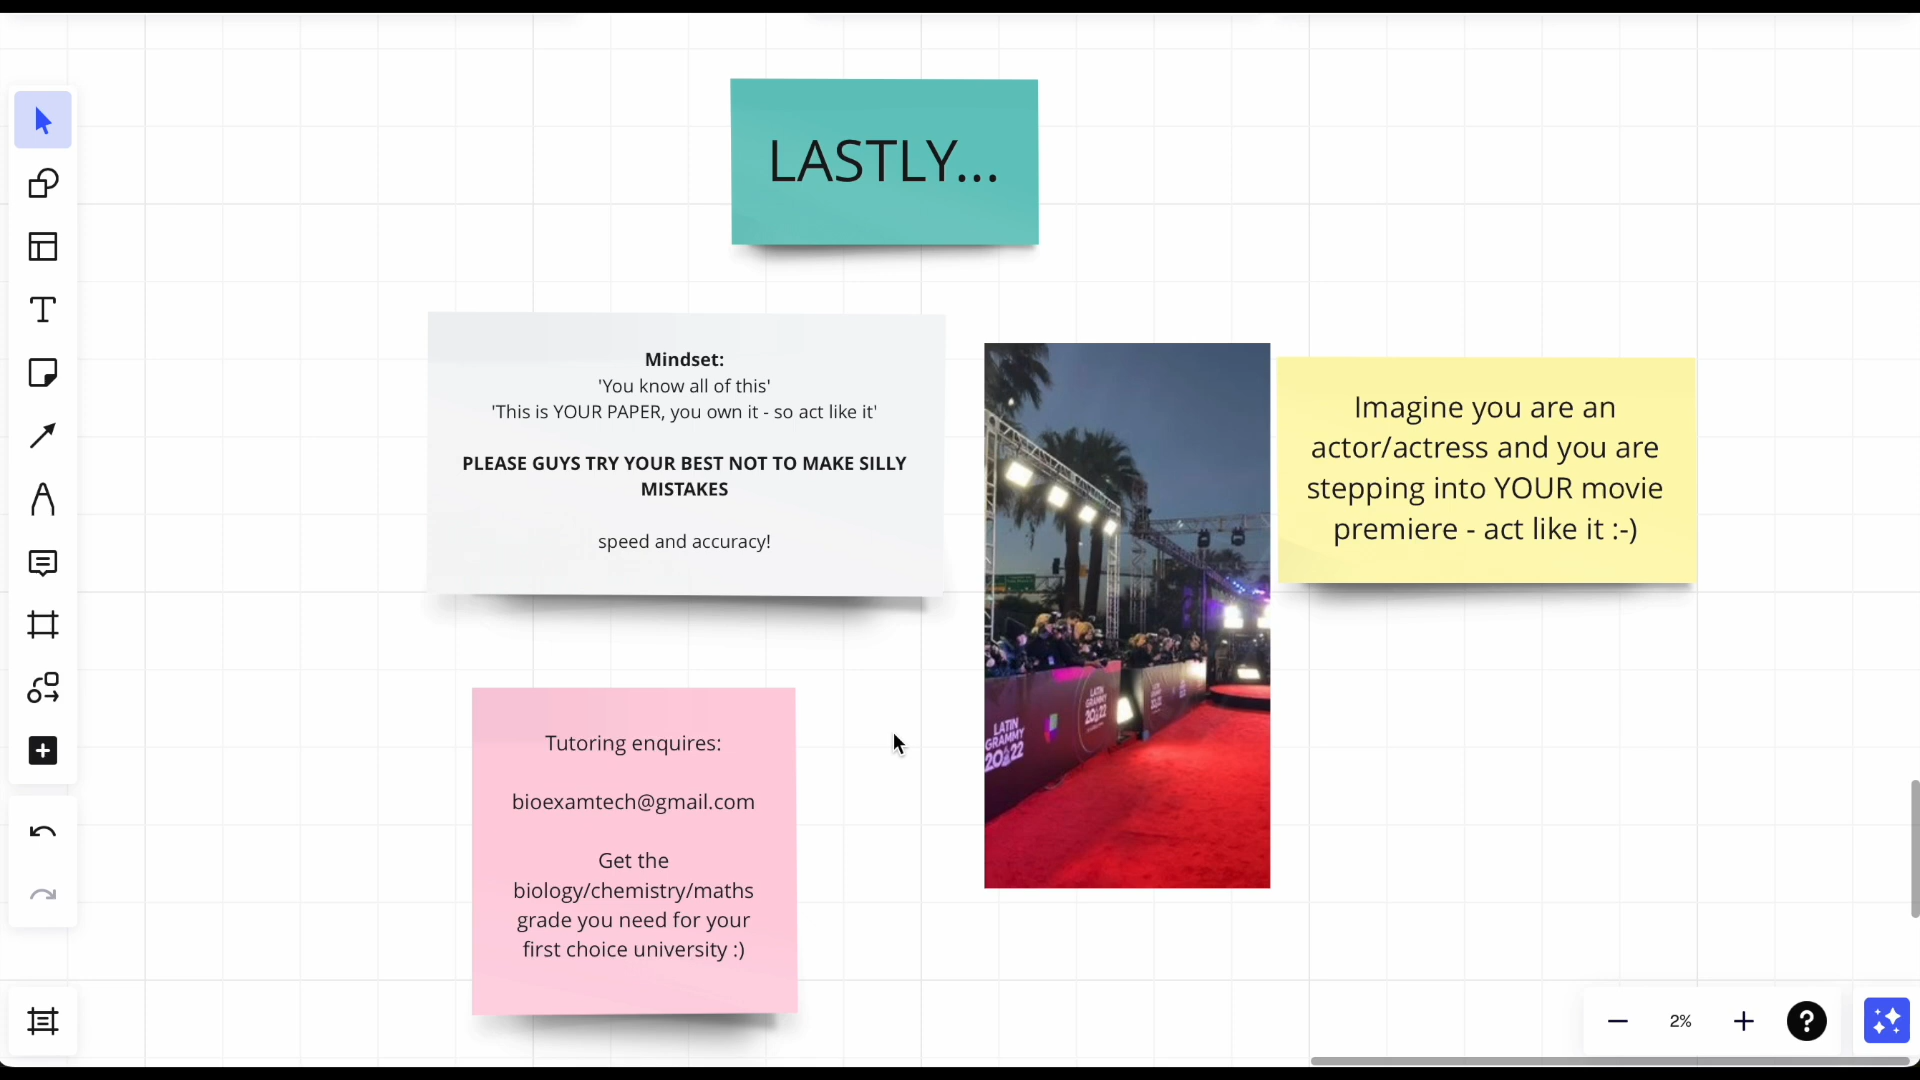 LASTLY...
Mindset:
'You know all of this'
'This is YOUR PAPER, you own it - so act like it'
PLEASE GUYS TRY YOUR BEST NOT TO MAKE SILLY
MISTAKES
speed and accuracy!
Imagine you are an
actor/actress and you are
stepping into YOUR movie
premiere - act like it :-)
LATIN
GRAMMY
2022
LATIN
GRAMMY
2022
Tutoring enquires:
bioexamtech@gmail.com
Get the
biology/chemistry/maths
grade you need for your
first choice university :)
2%